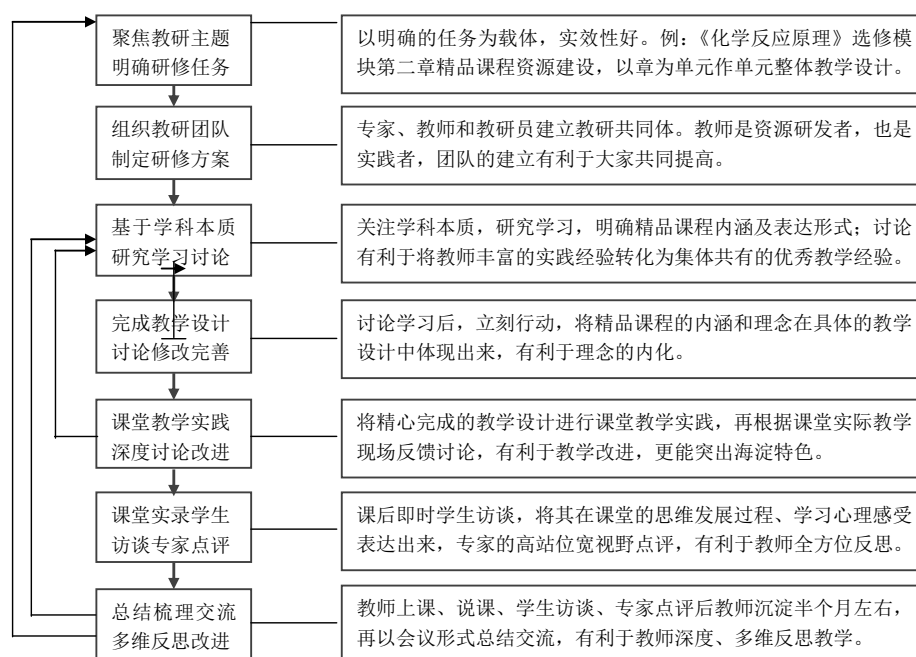 聚焦教研主题
明确研修任务
以明确的任务为载体，实效性好。例：《化学反应原理》选修模
块第二章精品课程资源建设，以章为单元作单元整体教学设计。
组织教研团队
制定研修方案
专家、教师和教研员建立教研共同体。教师是资源研发者，也是
实践者，团队的建立有利于大家共同提高。
基于学科本质
研究学习讨论
关注学科本质，研究学习，明确精品课程内涵及表达形式；讨论
有利于将教师丰富的实践经验转化为集体共有的优秀教学经验。
完成教学设计
讨论修改完善
讨论学习后，立刻行动，将精品课程的内涵和理念在具体的教学
设计中体现出来，有利于理念的内化。
课堂教学实践
深度讨论改进
将精心完成的教学设计进行课堂教学实践，再根据课堂实际教学
现场反馈讨论，有利于教学改进，更能突出海淀特色。
课堂实录学生
访谈专家点评
课后即时学生访谈，将其在课堂的思维发展过程、学习心理感受
表达出来，专家的高站位宽视野点评，有利于教师全方位反思。
总结梳理交流
多维反思改进
教师上课、说课、学生访谈、专家点评后教师沉淀半个月左右，
再以会议形式总结交流，有利于教师深度、多维反思教学。